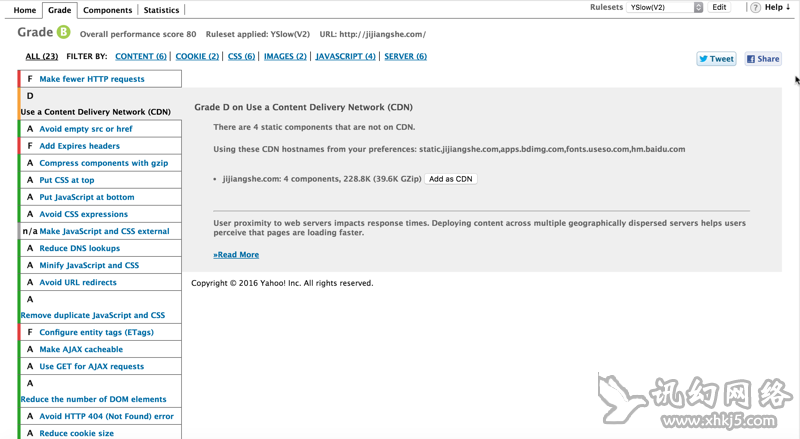 Home Grade Components Statistics Rulesets YSlow(V2) Edit ? Help ↓
Grade B Overall performance score 80 Ruleset applied: YSlow(V2) URL: http://jijiangshe.com/
ALL (23) FILTER BY: CONTENT (6) | COOKIE (2) | CSS (6) | IMAGES (2) | JAVASCRIPT (4) | SERVER (6)
Tweet Share
F Make fewer HTTP requests
D
Use a Content Delivery Network (CDN)
A Avoid empty src or href
F Add Expires headers
A Compress components with gzip
A Put CSS at top
A Put JavaScript at bottom
A Avoid CSS expressions
n/a Make JavaScript and CSS external
A Reduce DNS lookups
A Minify JavaScript and CSS
A Avoid URL redirects
A
Remove duplicate JavaScript and CSS
F Configure entity tags (ETags)
A Make AJAX cacheable
A Use GET for AJAX requests
A
Reduce the number of DOM elements
A Avoid HTTP 404 (Not Found) error
A Reduce cookie size
Grade D on Use a Content Delivery Network (CDN)
There are 4 static components that are not on CDN.
Using these CDN hostnames from your preferences: static.jijiangshe.com,apps.bdimg.com,fonts.useso.com,hm.baidu.com
• jijiangshe.com: 4 components, 228.8K (39.6K GZip) Add as CDN
User proximity to web servers impacts response times. Deploying content across multiple geographically dispersed servers helps users
perceive that pages are loading faster.
»Read More
Copyright © 2016 Yahoo! Inc. All rights reserved.
讯幻网络
www.xhkj5.com